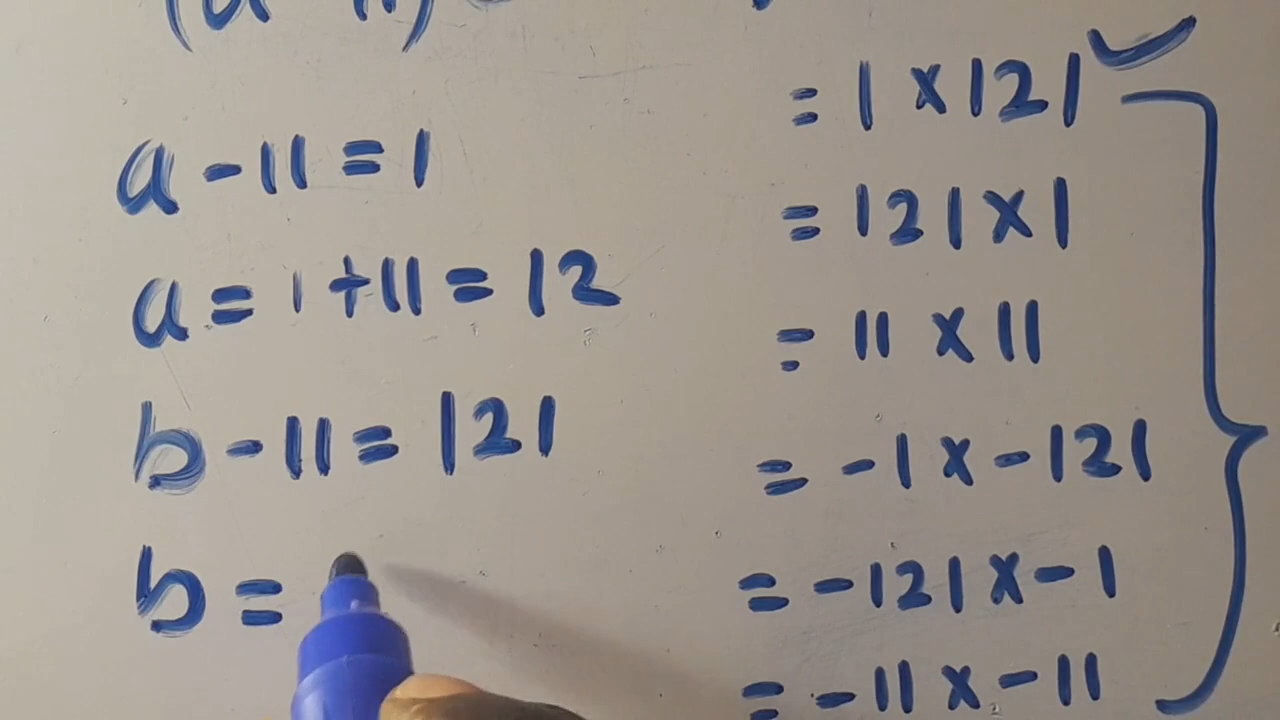 a - 11 = 1
a = 1 + 11 = 12
b - 11 = 121
b =
= 1 x 121 ✓
= 121 x 1
= 11 x 11
= -1 x -121
= -121 x -1
= -11 x -11